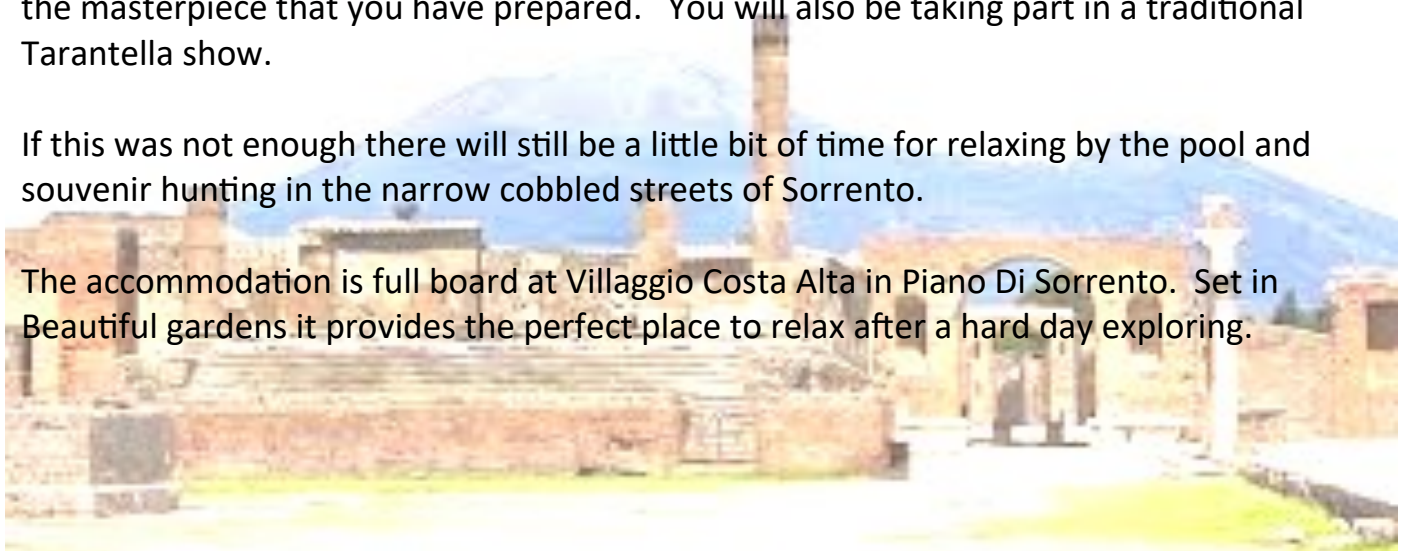 the masterpiece that you have prepared.   You will also be taking part in a traditional
Tarantella show.
If this was not enough there will still be a little bit of time for relaxing by the pool and
souvenir hunting in the narrow cobbled streets of Sorrento.
The accommodation is full board at Villaggio Costa Alta in Piano Di Sorrento.  Set in
Beautiful gardens it provides the perfect place to relax after a hard day exploring.